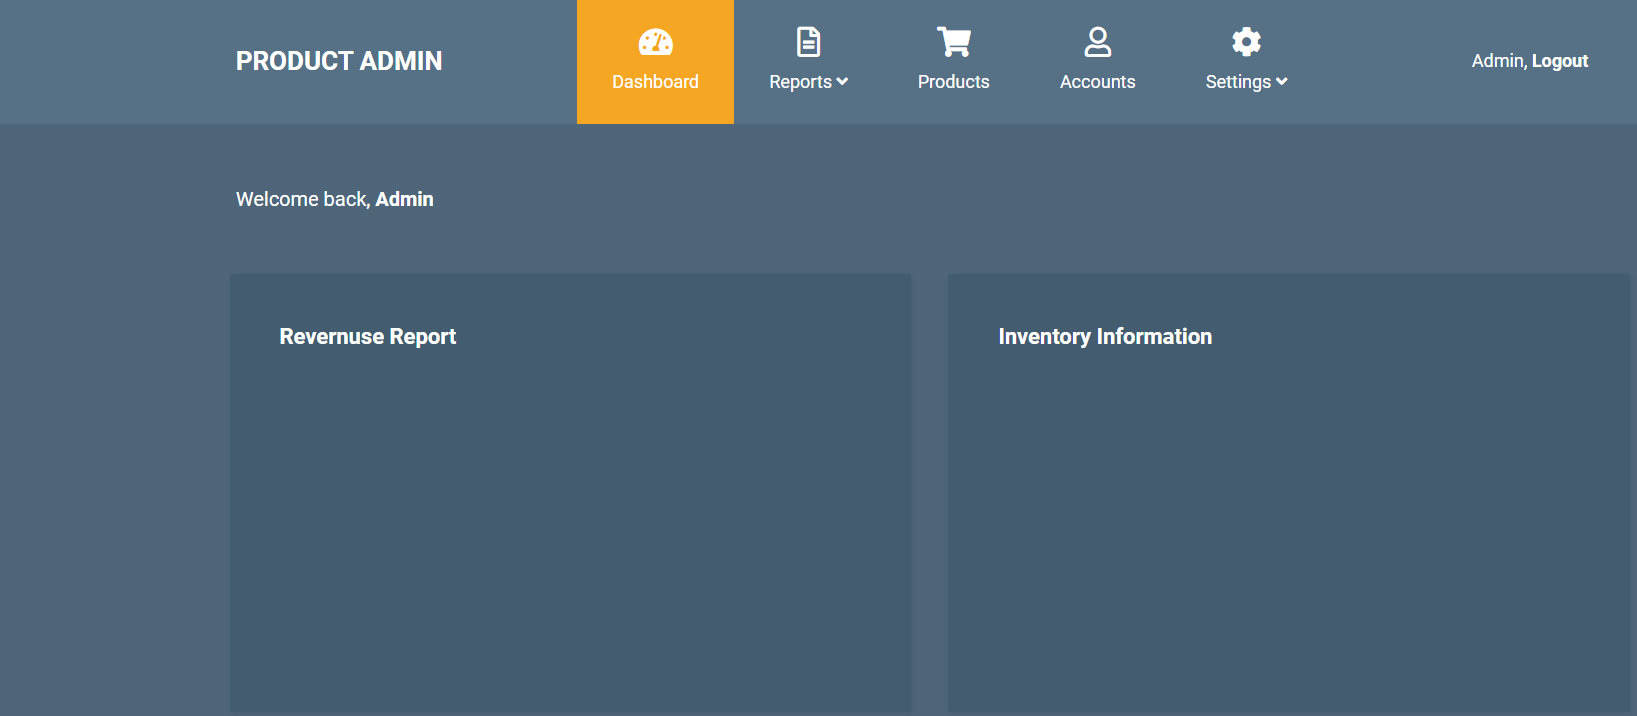 PRODUCT ADMIN
Dashboard
Reports
Products
Accounts
Settings
Admin, Logout
Welcome back, Admin
Revernuse Report
Inventory Information